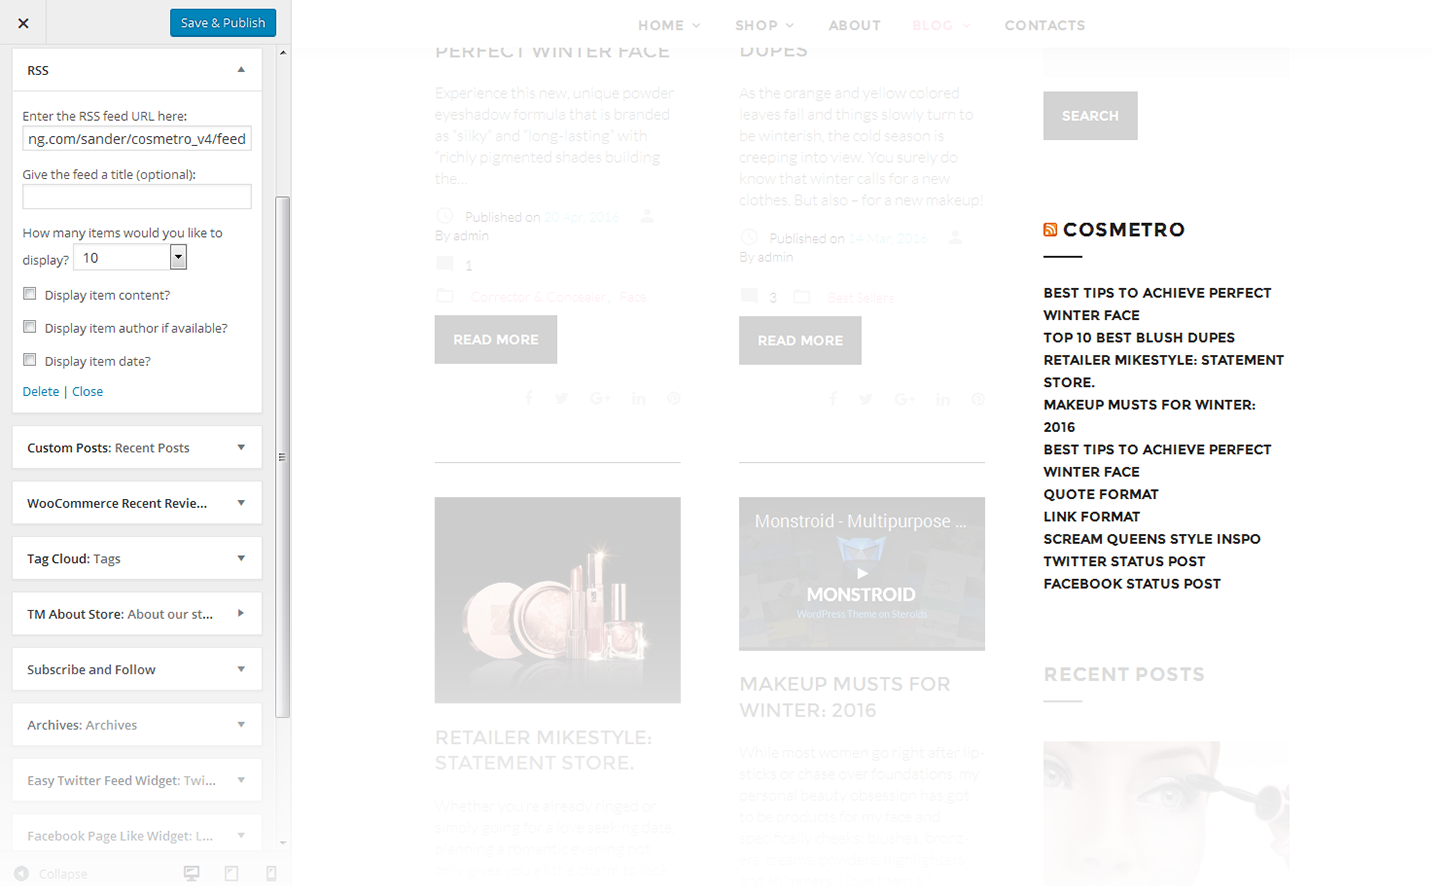 Save & Publish
RSS
Enter the RSS feed URL here:
ng.com/sander/cosmetro_v4/feed
Give the feed a title (optional):
How many items would you like to
display? 10
Display item content?
Display item author if available?
Display item date?
Delete | Close
Custom Posts: Recent Posts
WooCommerce Recent Revie...
Tag Cloud: Tags
TM About Store: About our st...
Subscribe and Follow
Archives: Archives
Easy Twitter Feed Widget: Twi...
Facebook Page Like Widget: L...
Collapse
HOME
SHOP
ABOUT
BLOG
CONTACTS
PERFECT WINTER FACE
Experience this new, unique powder
eyeshadow formula that is branded
as “silky” and “long-lasting” with
“richly pigmented shades building
the…
Published on 20 Apr, 2016
By admin
1
Corrector & Concealer, Face
READ MORE
DUPES
As the orange and yellow colored
leaves fall and things slowly turn to
be winterish, the cold season is
creeping into view. You surely do
know that winter calls for a new
clothes. But also – for a new makeup!
Published on 14 Mar, 2016
By admin
3
Best Sellers
READ MORE
RETAILER MIKESTYLE:
STATEMENT STORE.
Whether you're already ringed or
simply going for a love seeking date,
planning a romantic evening not
Monstroid - Multipurpose ...
MONSTROID
WordPress Theme on Steroids
MAKEUP MUSTS FOR
WINTER: 2016
While most women go right after lip-
sticks or chase over foundations, my
personal beauty obsession has got
to be products for my face and
specifically cheeks, blushes, bronz-
SEARCH
COSMETRO
BEST TIPS TO ACHIEVE PERFECT
WINTER FACE
TOP 10 BEST BLUSH DUPES
RETAILER MIKESTYLE: STATEMENT
STORE.
MAKEUP MUSTS FOR WINTER:
2016
BEST TIPS TO ACHIEVE PERFECT
WINTER FACE
QUOTE FORMAT
LINK FORMAT
SCREAM QUEENS STYLE INSPO
TWITTER STATUS POST
FACEBOOK STATUS POST
RECENT POSTS